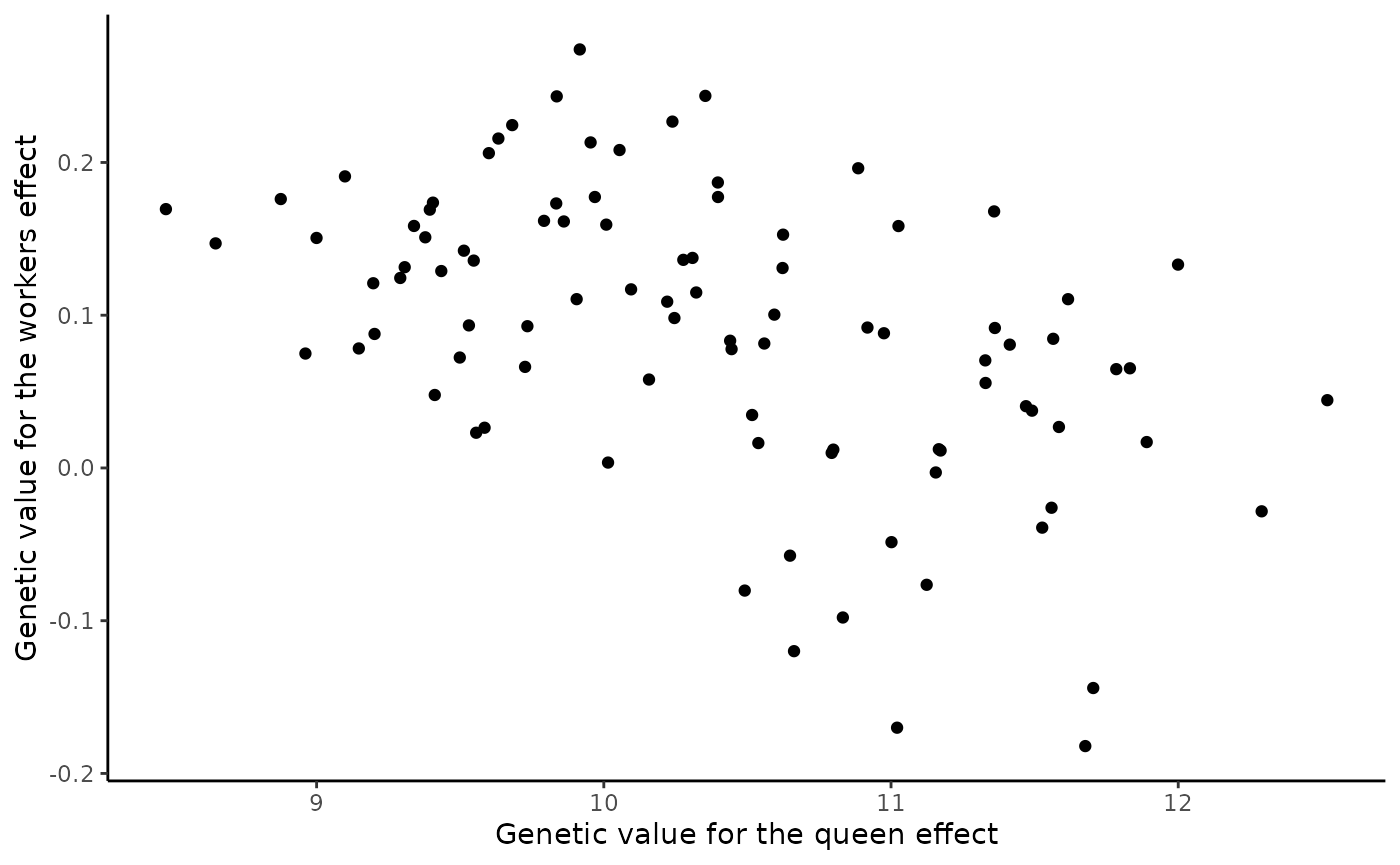 Genetic value for the workers effect
0.2
0.1
0.0
-0.1
-0.2
9 10 11 12
Genetic value for the queen effect